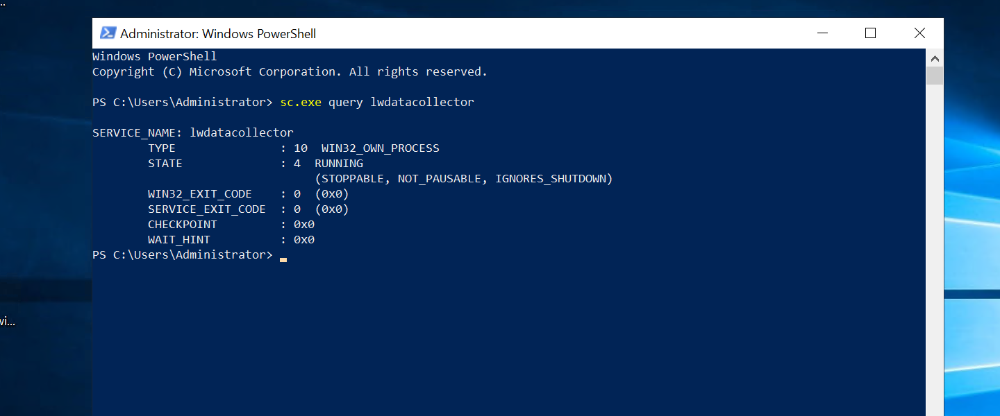 ...
Administrator: Windows PowerShell
Windows PowerShell
Copyright (C) Microsoft Corporation. All rights reserved.
PS C:\Users\Administrator> sc.exe query lwdatacollector
SERVICE_NAME: lwdatacollector
TYPE : 10 WIN32_OWN_PROCESS
STATE : 4 RUNNING
(STOPPABLE, NOT_PAUSABLE, IGNORES_SHUTDOWN)
WIN32_EXIT_CODE : 0 (0x0)
SERVICE_EXIT_CODE : 0 (0x0)
CHECKPOINT : 0x0
WAIT_HINT : 0x0
PS C:\Users\Administrator>
wi...